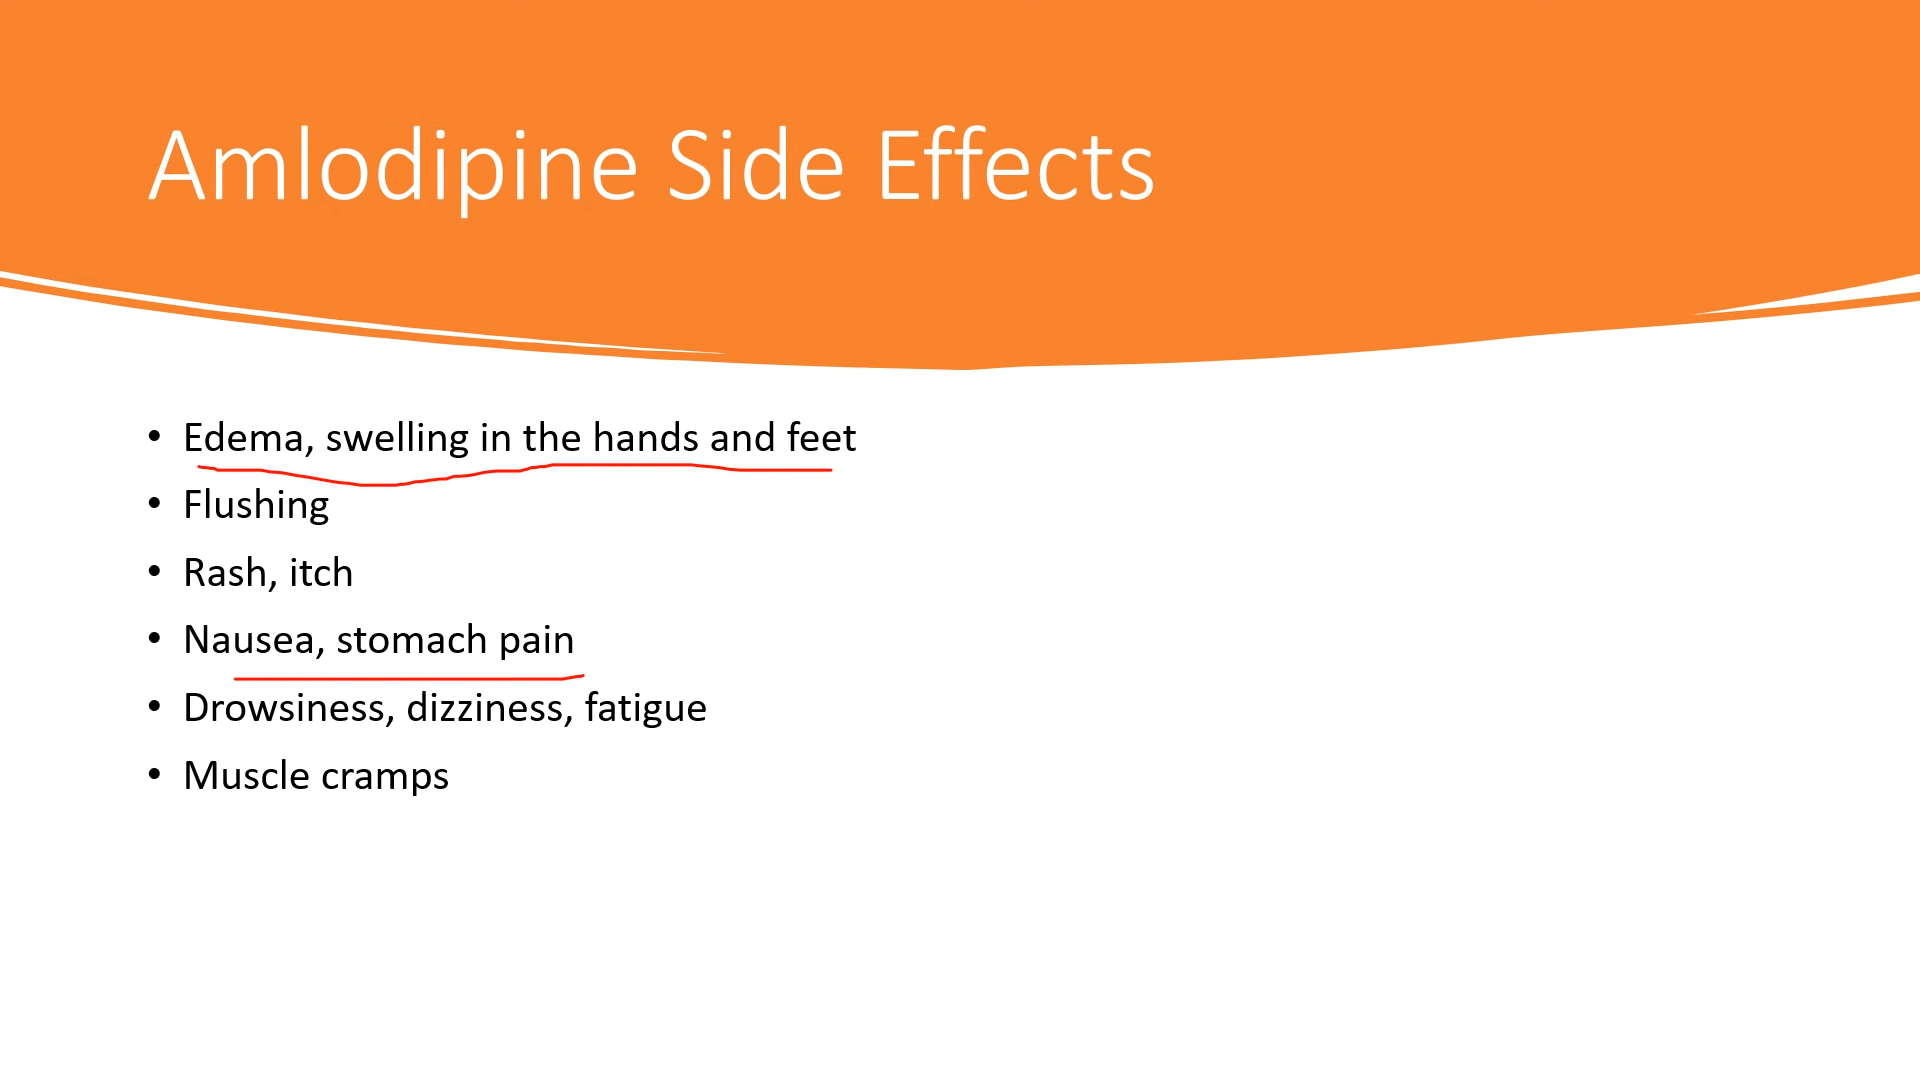 Amlodipine Side Effects
• Edema, swelling in the hands and feet
• Flushing
• Rash, itch
• Nausea, stomach pain
• Drowsiness, dizziness, fatigue
• Muscle cramps